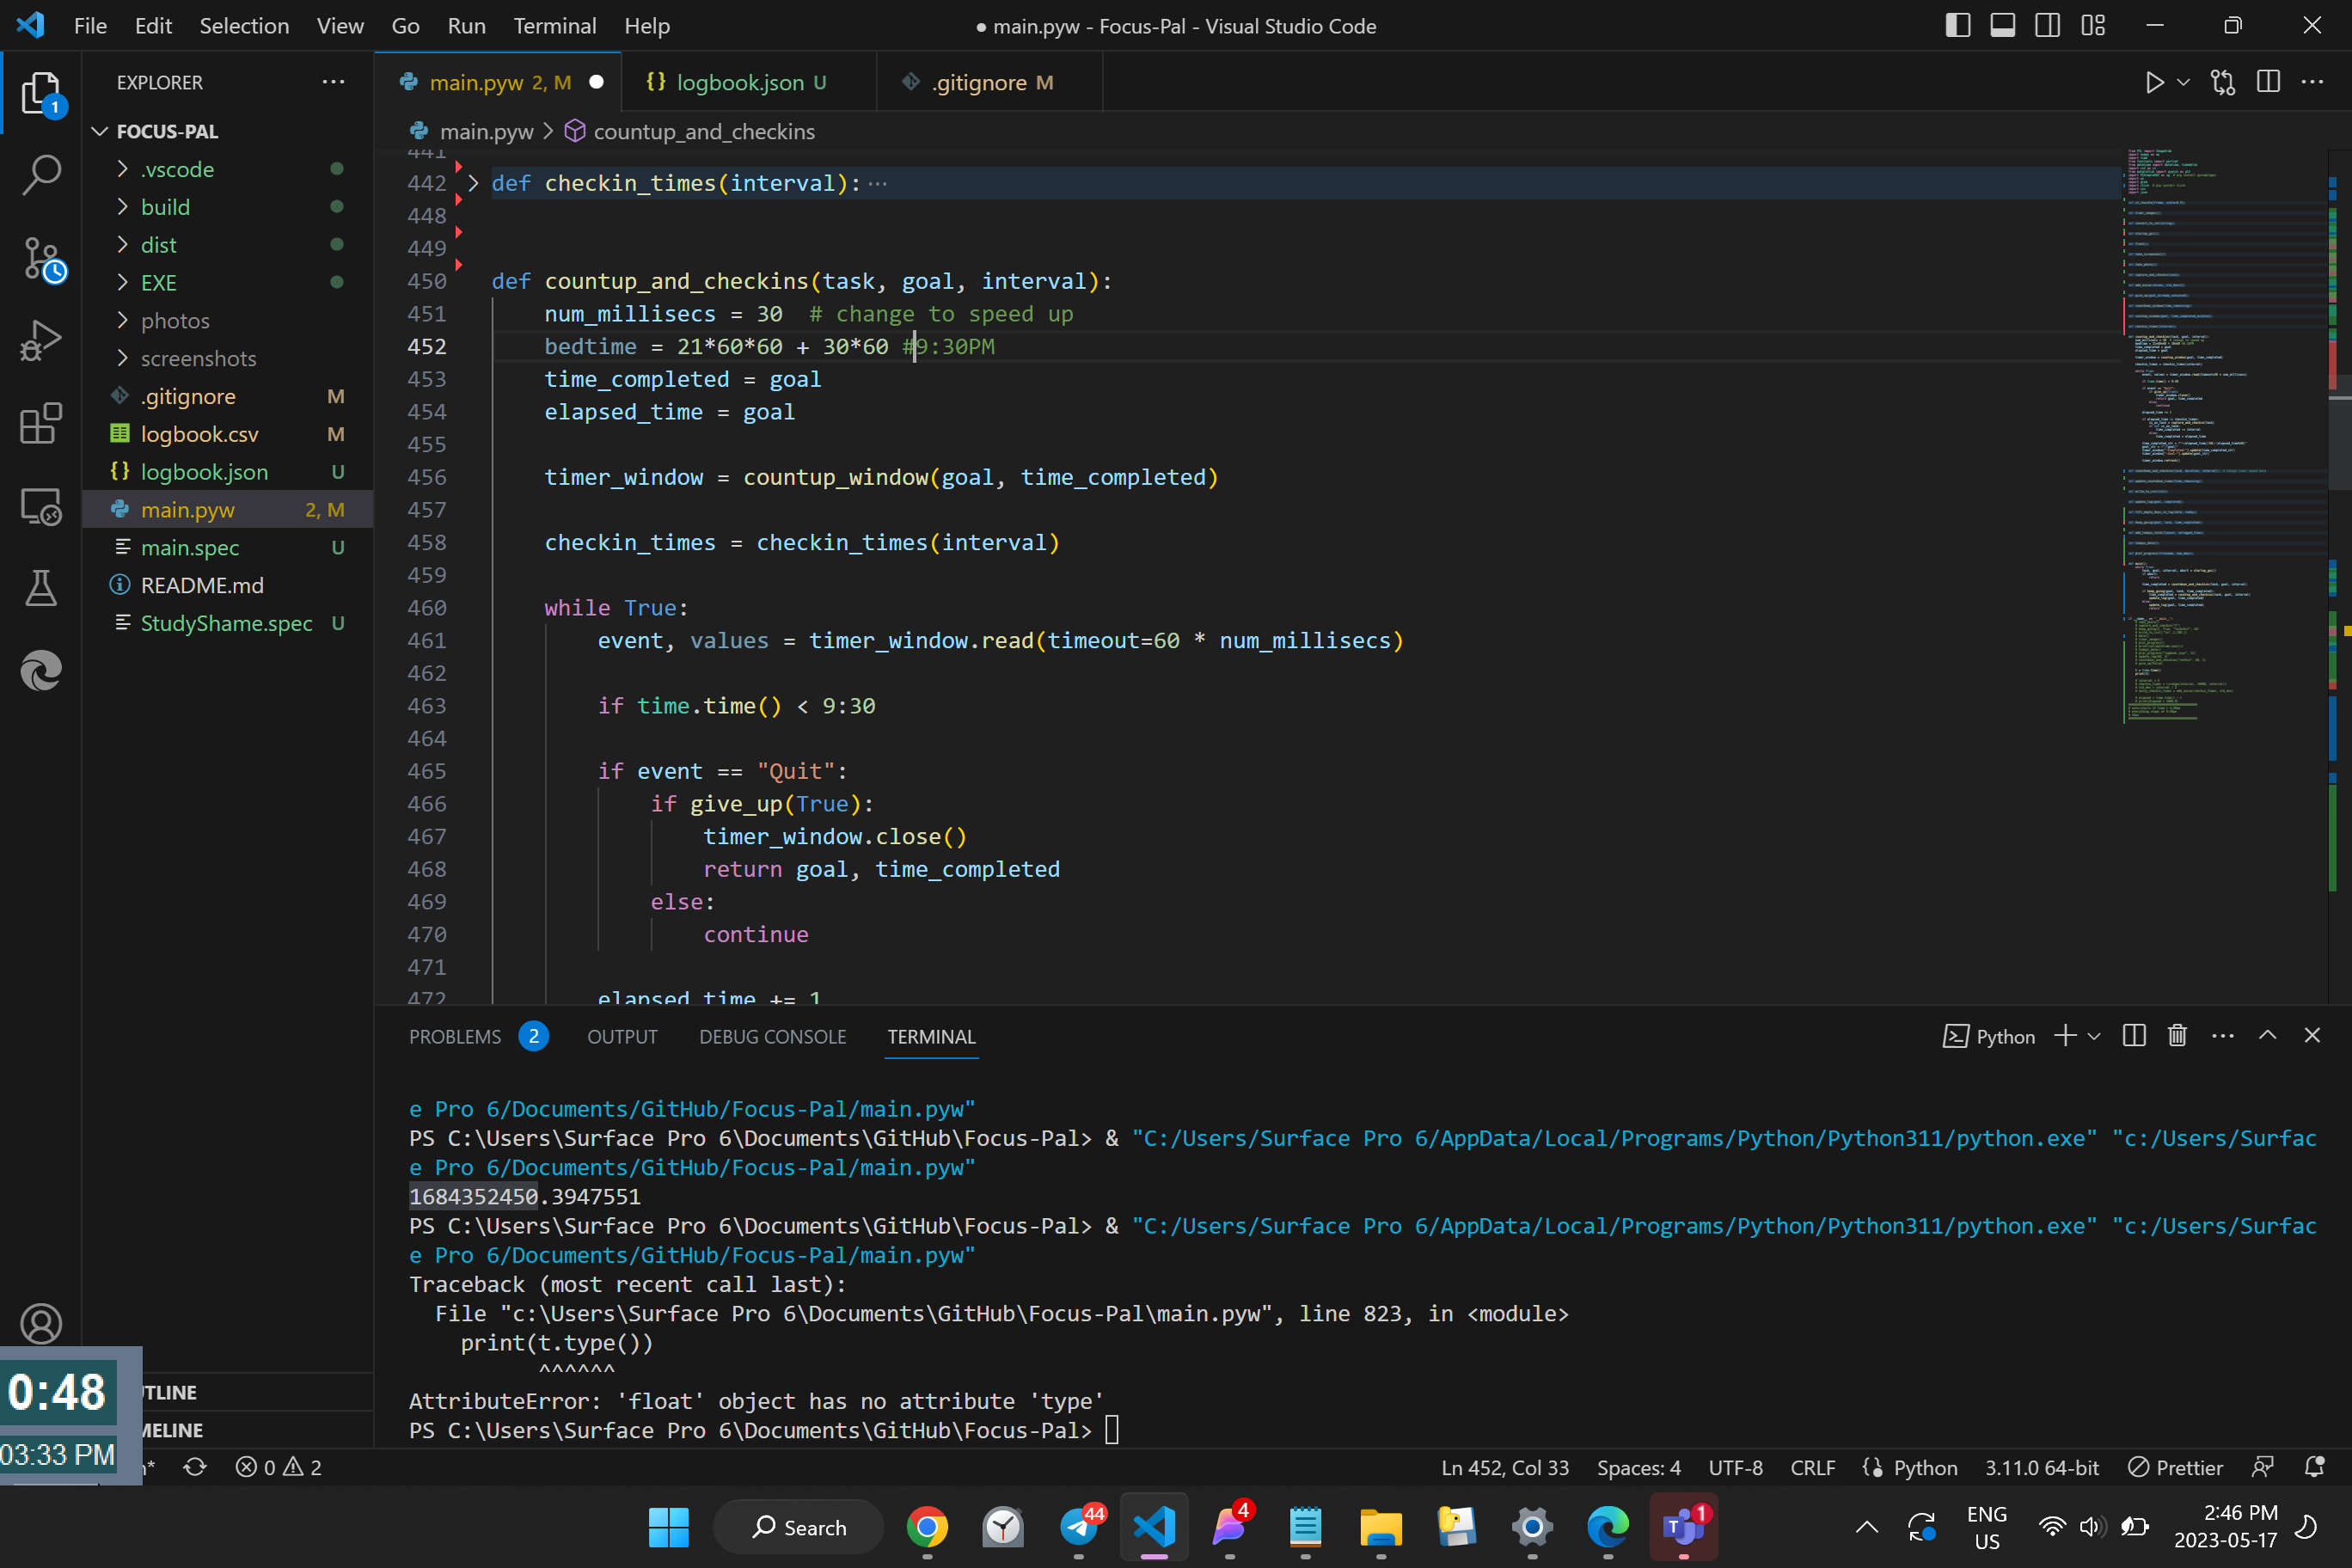 File Edit Selection View Go Run Terminal Help
● main.pyw - Focus-Pal - Visual Studio Code
EXPLORER
1
FOCUS-PAL
.vscode
build
dist
EXE
photos
screenshots
.gitignore M
logbook.csv M
logbook.json U
main.pyw 2, M
main.spec U
README.md
StudyShame.spec U
main.pyw 2, M
logbook.json U
.gitignore M
main.pyw > countup_and_checkins
441
442 def checkin_times(interval):···
448
449
450 def countup_and_checkins(task, goal, interval):
451 num_millisecs = 30  # change to speed up
452 bedtime = 21*60*60 + 30*60 #9:30PM
453 time_completed = goal
454 elapsed_time = goal
455
456 timer_window = countup_window(goal, time_completed)
457
458 checkin_times = checkin_times(interval)
459
460 while True:
461 event, values = timer_window.read(timeout=60 * num_millisecs)
462
463 if time.time() < 9:30
464
465 if event == "Quit":
466 if give_up(True):
467 timer_window.close()
468 return goal, time_completed
469 else:
470 continue
471
472 elapsed_time += 1
PROBLEMS 2 OUTPUT DEBUG CONSOLE TERMINAL
Python
e Pro 6/Documents/GitHub/Focus-Pal/main.pyw"
PS C:\Users\Surface Pro 6\Documents\GitHub\Focus-Pal> & "C:/Users/Surface Pro 6/AppData/Local/Programs/Python/Python311/python.exe" "c:/Users/Surfac
e Pro 6/Documents/GitHub/Focus-Pal/main.pyw"
1684352450.3947551
PS C:\Users\Surface Pro 6\Documents\GitHub\Focus-Pal> & "C:/Users/Surface Pro 6/AppData/Local/Programs/Python/Python311/python.exe" "c:/Users/Surfac
e Pro 6/Documents/GitHub/Focus-Pal/main.pyw"
Traceback (most recent call last):
File "c:\Users\Surface Pro 6\Documents\GitHub\Focus-Pal\main.pyw", line 823, in <module>
print(t.type())
^^^^^^
AttributeError: 'float' object has no attribute 'type'
PS C:\Users\Surface Pro 6\Documents\GitHub\Focus-Pal>
UTLINE
MELINE
0:48
03:33 PM
0 2
Ln 452, Col 33 Spaces: 4 UTF-8 CRLF Python 3.11.0 64-bit Prettier
Search
44
4
1
ENG
US
2:46 PM
2023-05-17